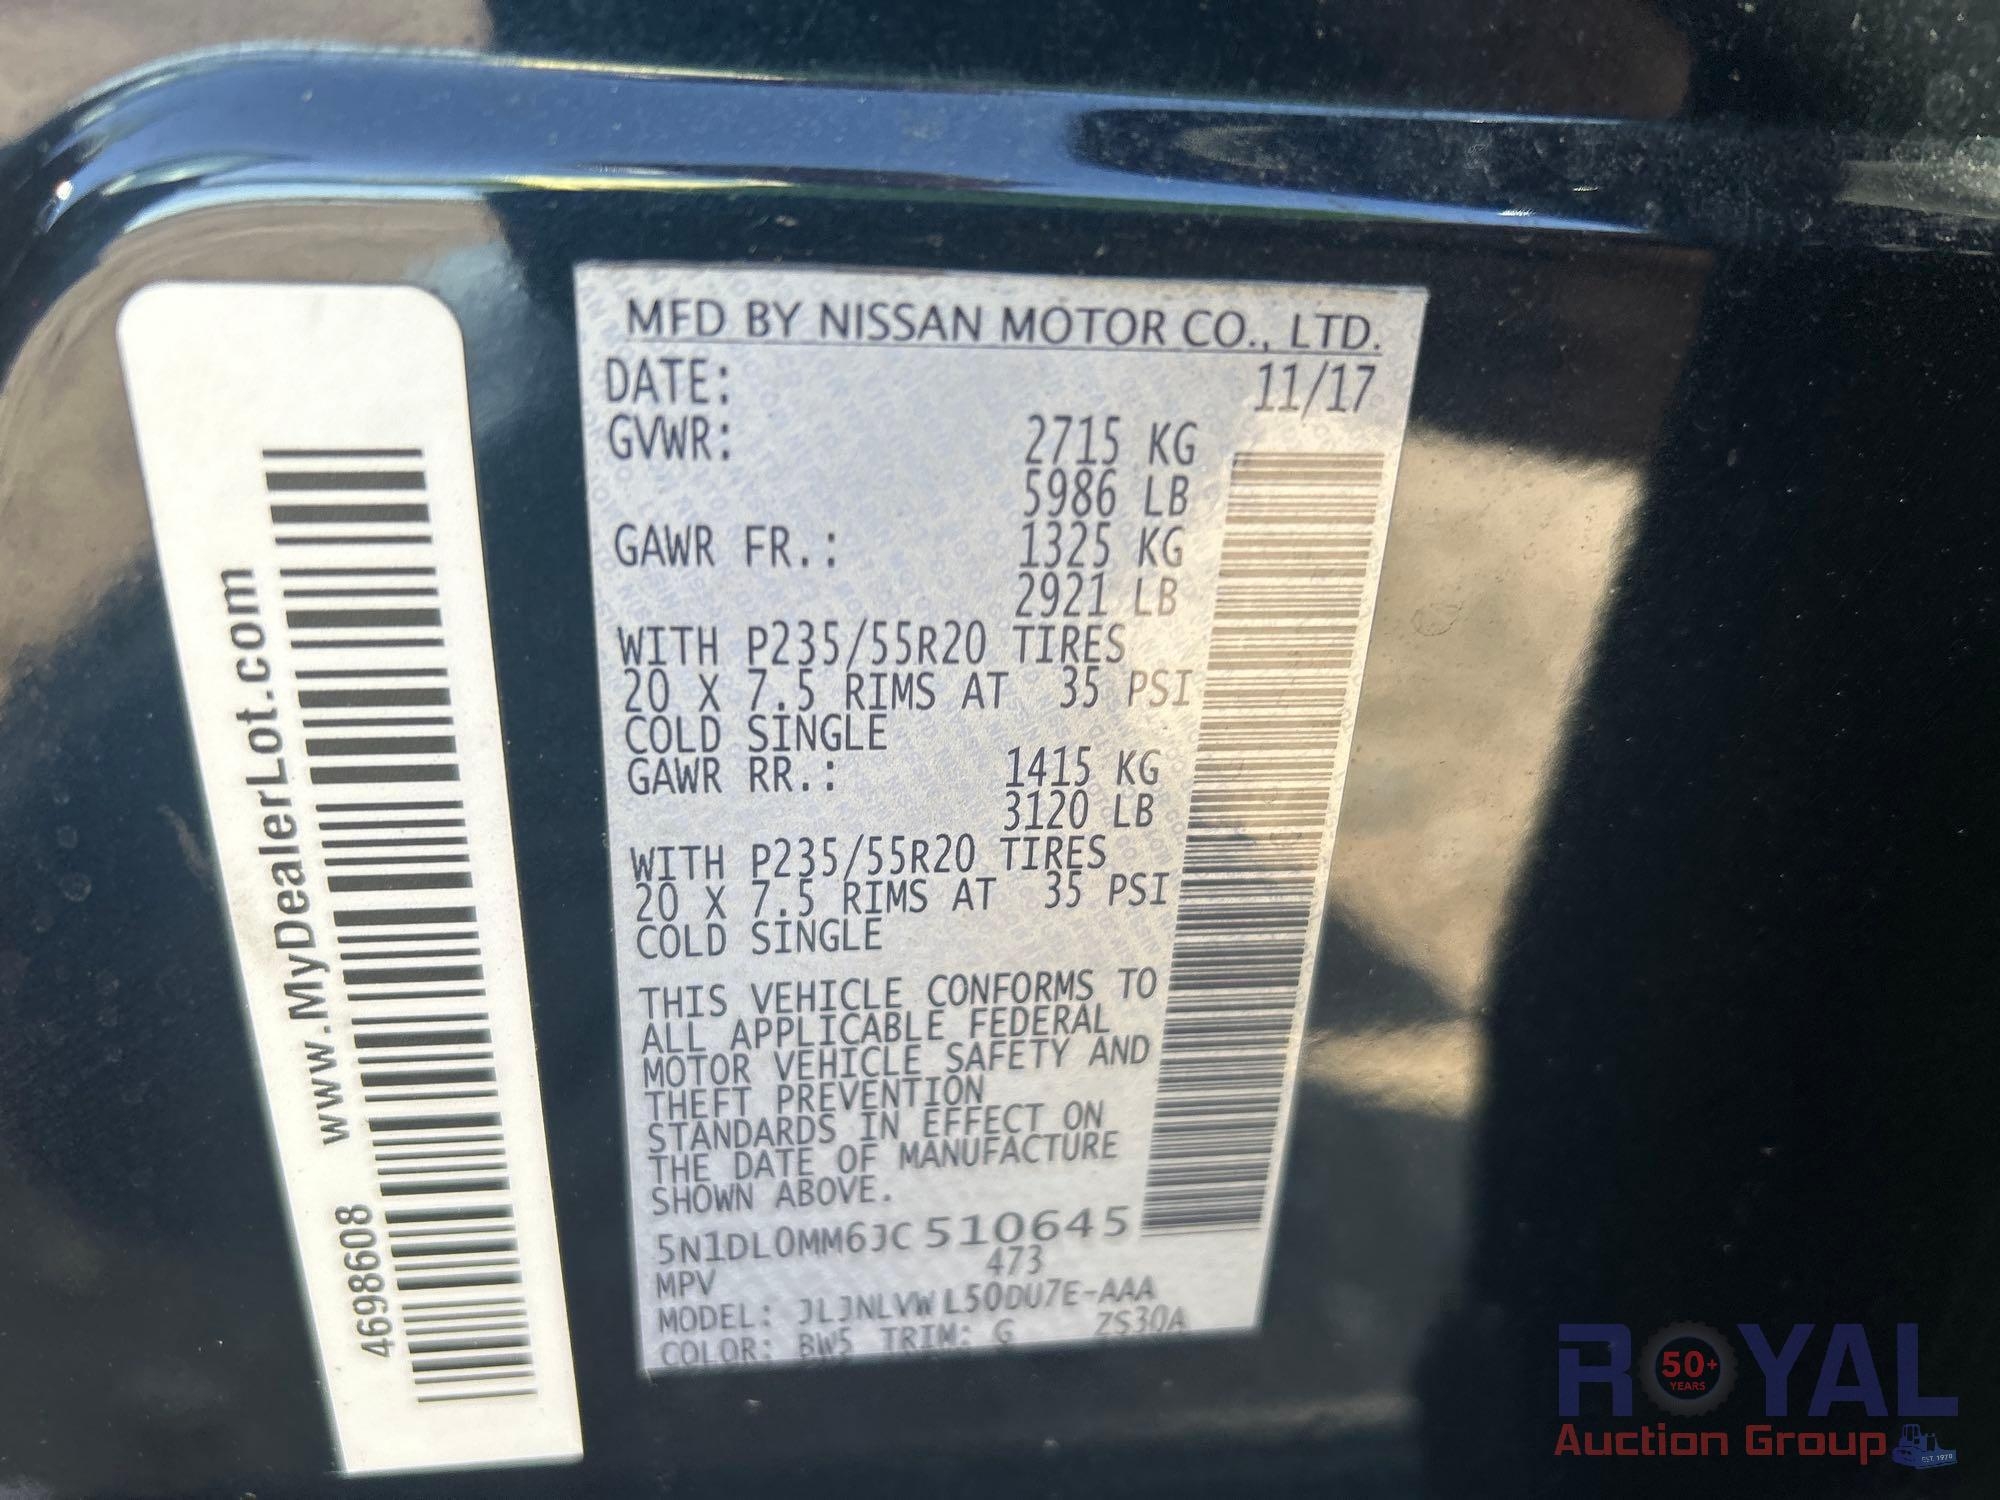 www.MyDealerLot.com
4698608
MFD BY NISSAN MOTOR CO., LTD.
DATE: 11/17
GVWR: 2715 KG
5986 LB
GAWR FR.: 1325 KG
2921 LB
WITH P235/55R20 TIRES
20 X 7.5 RIMS AT 35 PSI
COLD SINGLE
GAWR RR.: 1415 KG
3120 LB
WITH P235/55R20 TIRES
20 X 7.5 RIMS AT 35 PSI
COLD SINGLE
THIS VEHICLE CONFORMS TO
ALL APPLICABLE FEDERAL
MOTOR VEHICLE SAFETY AND
THEFT PREVENTION
STANDARDS IN EFFECT ON
THE DATE OF MANUFACTURE
SHOWN ABOVE.
5N1DL0MM6JC510645
473
MPV
MODEL: JLJNLVW L50DU7E-AAA
COLOR: BW5 TRIM: G ZS30A
ROYAL
50+
YEARS
Auction Group
EST. 1970